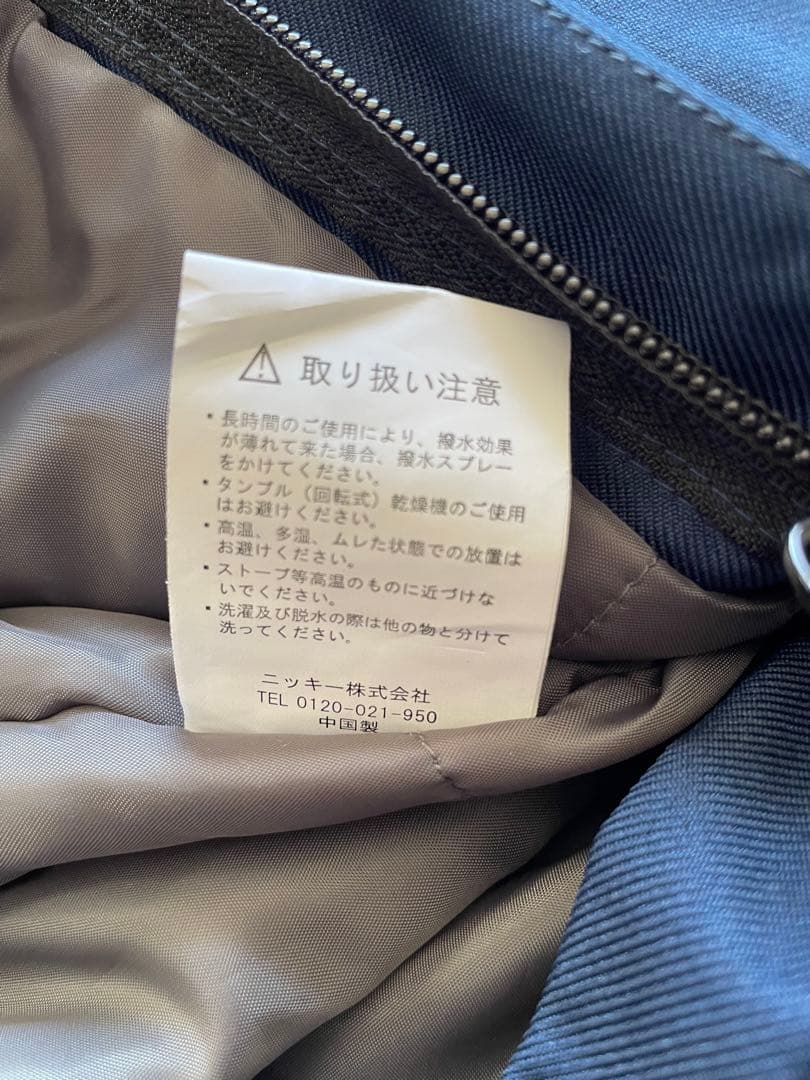 ⚠ 取り扱い注意
・長時間のご使用により、撥水効果
が薄れて来た場合、撥水スプレー
をかけてください。
・タンブル（回転式）乾燥機のご使用
はお避けください。
・高温、多湿、ムレた状態での放置は
お避けください。
・ストーブ等高温のものに近づけな
いでください。
・洗濯及び脱水の際は他の物と分けて
洗ってください。
ニッキー株式会社
TEL 0120-021-950
中国製